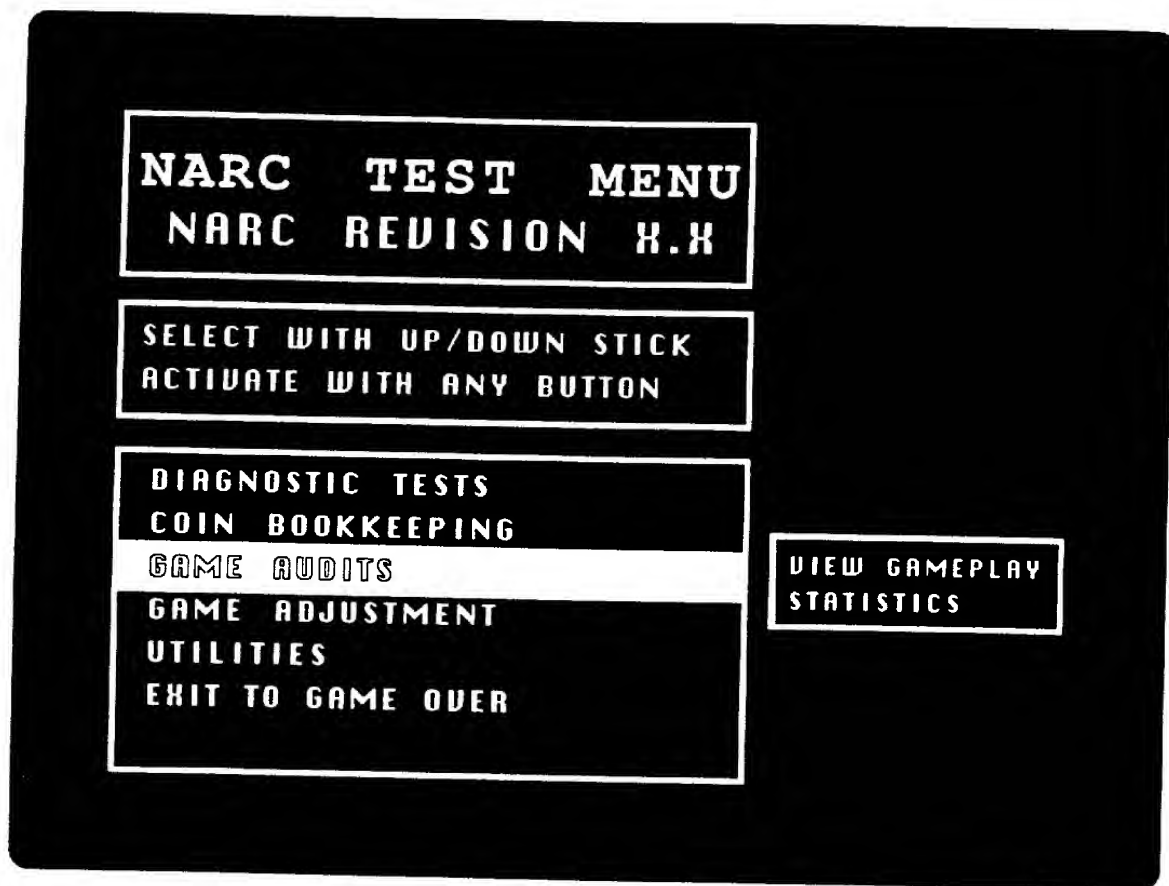 NARC TEST MENU
NARC REVISION X.X
SELECT WITH UP/DOWN STICK
ACTIVATE WITH ANY BUTTON
DIAGNOSTIC TESTS
COIN BOOKKEEPING
GAME AUDITS
GAME ADJUSTMENT
UTILITIES
EXIT TO GAME OVER
VIEW GAMEPLAY
STATISTICS